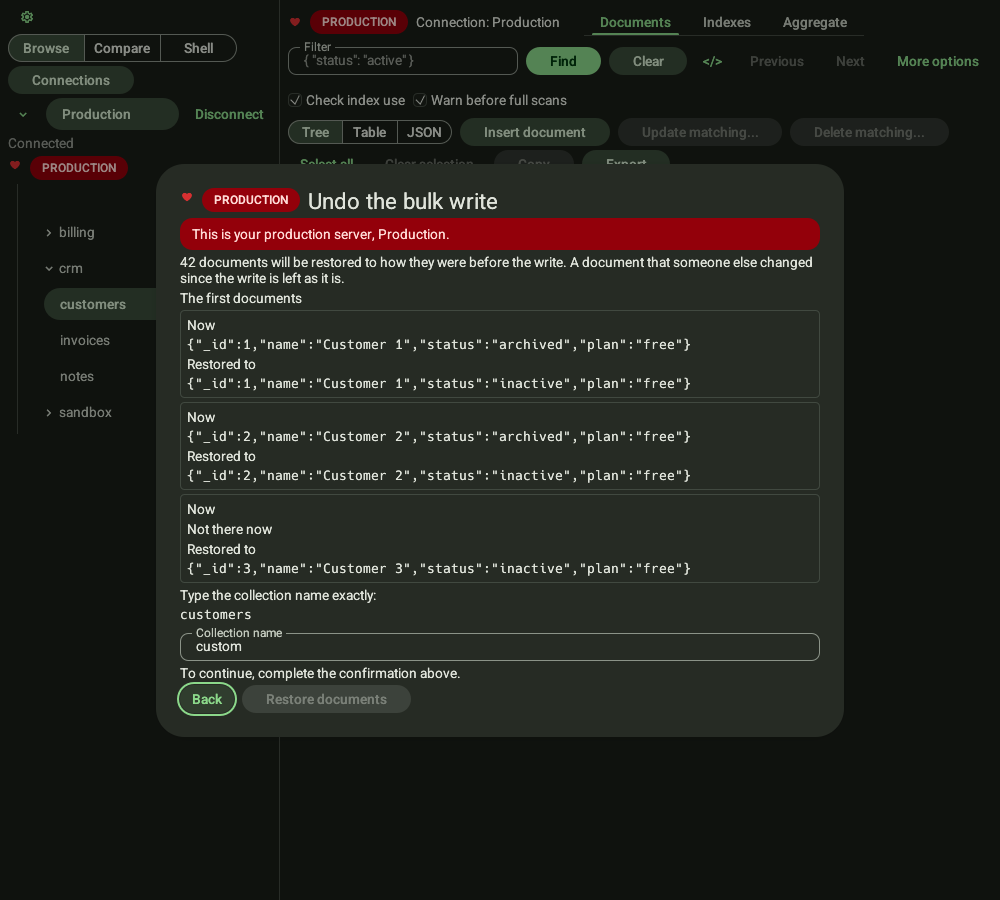 Browse Compare Shell
Connections
Production Disconnect
Connected
PRODUCTION
billing
crm
customers
invoices
notes
sandbox
PRODUCTION Connection: Production Documents Indexes Aggregate
Filter
{ "status": "active" } Find Clear </> Previous Next More options
Check index use Warn before full scans
Tree Table JSON Insert document Update matching... Delete matching...
Select all Clear selection Copy Export
PRODUCTION Undo the bulk write
This is your production server, Production.
42 documents will be restored to how they were before the write. A document that someone else changed
since the write is left as it is.
The first documents
Now
{"_id":1,"name":"Customer 1","status":"archived","plan":"free"}
Restored to
{"_id":1,"name":"Customer 1","status":"inactive","plan":"free"}
Now
{"_id":2,"name":"Customer 2","status":"archived","plan":"free"}
Restored to
{"_id":2,"name":"Customer 2","status":"inactive","plan":"free"}
Now
Not there now
Restored to
{"_id":3,"name":"Customer 3","status":"inactive","plan":"free"}
Type the collection name exactly:
customers
Collection name
custom
To continue, complete the confirmation above.
Back Restore documents